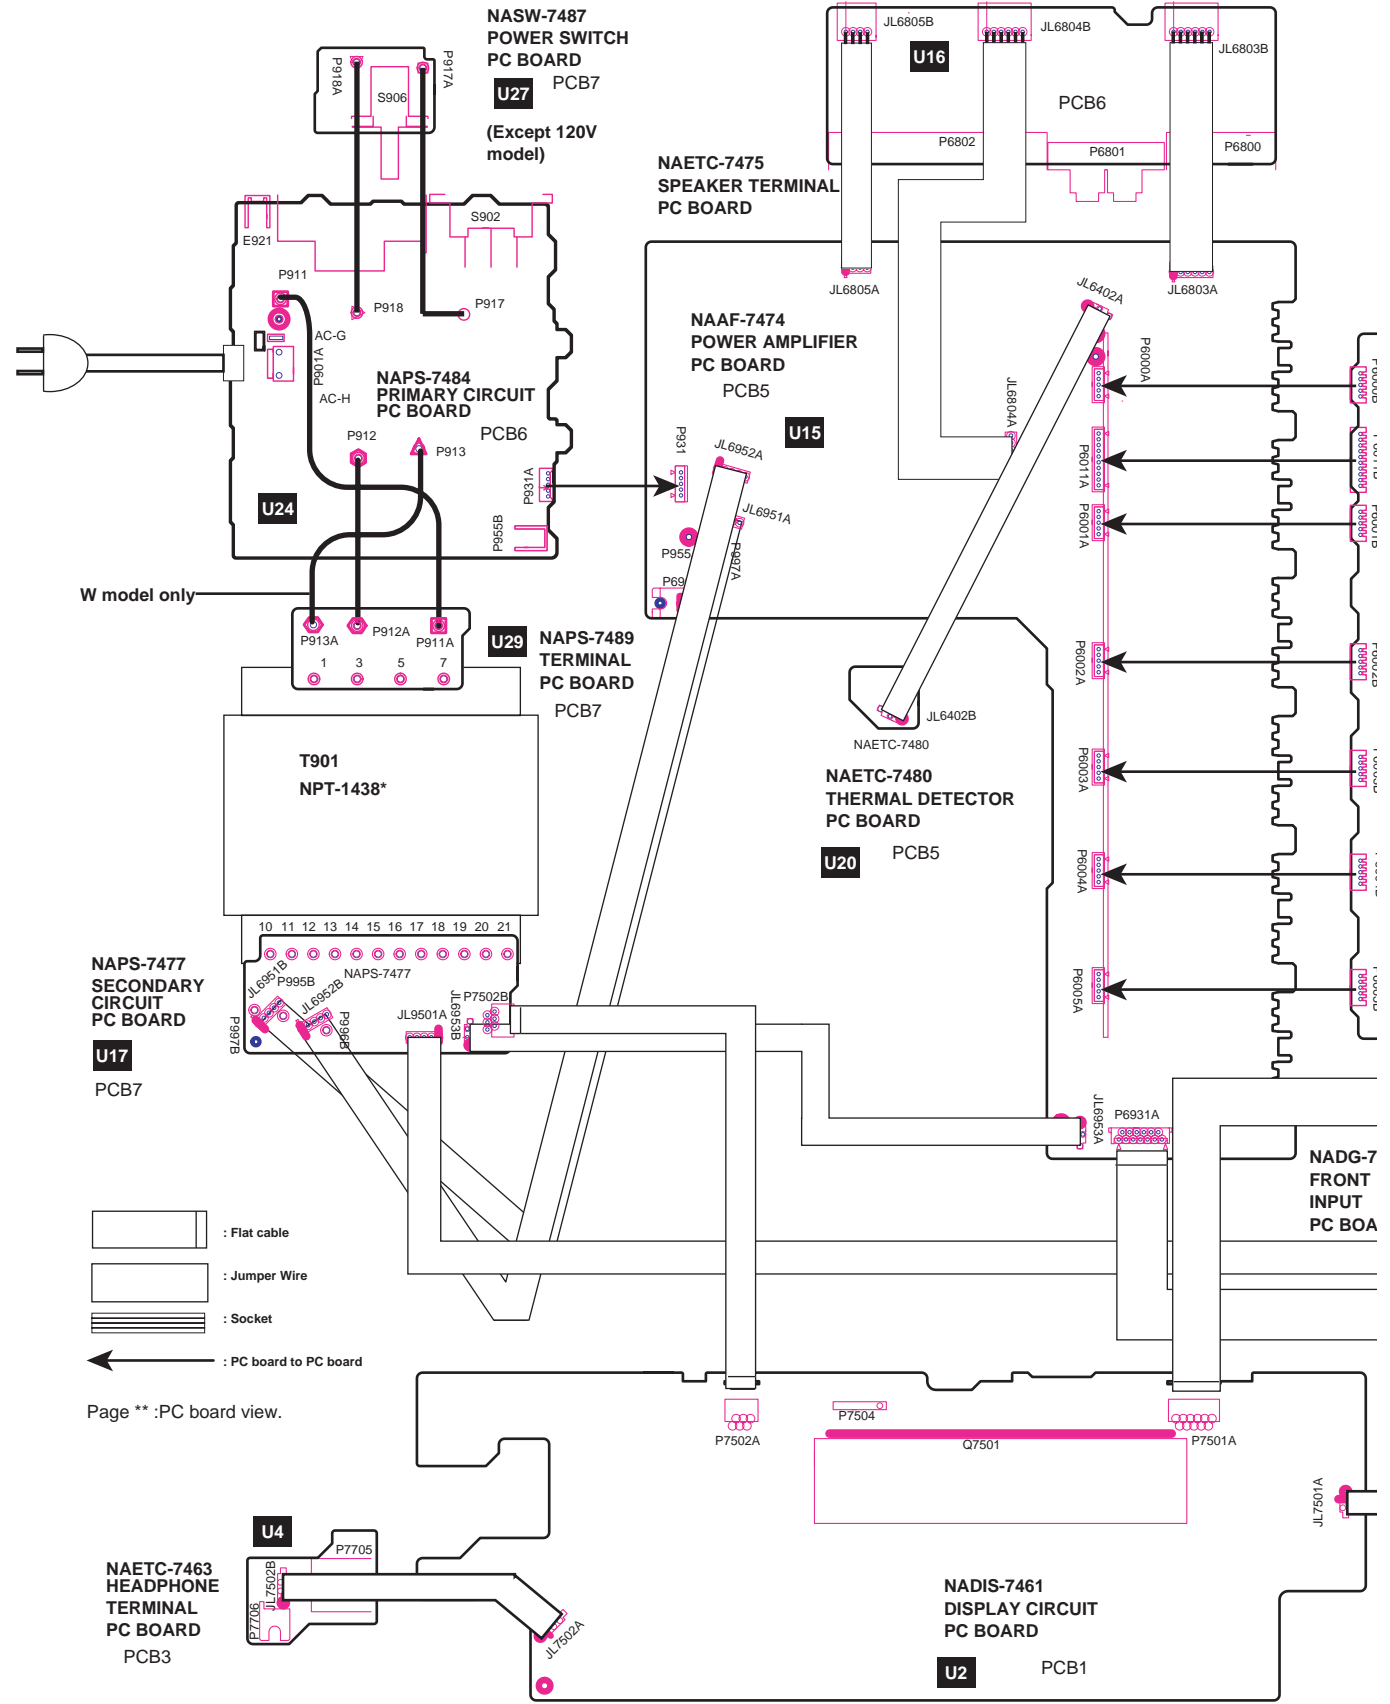 NASW-7487
POWER SWITCH
PC BOARD
PCB7
U27
(Except 120V
model)
P918A
P917A
S906
JL6805B
JL6804B
JL6803B
U16
PCB6
P6802
P6801
P6800
NAETC-7475
SPEAKER TERMINAL
PC BOARD
E921
S902
P911
P918
P917
AC-G
P901A
AC-H
NAPS-7484
PRIMARY CIRCUIT
PC BOARD
PCB6
P912
P913
P931A
U24
P955B
JL6805A
JL6803A
JL6402A
NAAF-7474
POWER AMPLIFIER
PC BOARD
PCB5
U15
P6000A
JL6804A
P931
JL6952A
JL6951A
P955
P997A
P69
P6011A
P6001A
P6002A
P6003A
P6004A
P6005A
P6000B
P6001B
P6002B
W model only
P913A
P912A
P911A
1 3 5 7
U29
NAPS-7489
TERMINAL
PC BOARD
PCB7
T901
NPT-1438*
JL6402B
NAETC-7480
NAETC-7480
THERMAL DETECTOR
PC BOARD
U20
PCB5
10 11 12 13 14 15 16 17 18 19 20 21
NAPS-7477
SECONDARY
CIRCUIT
PC BOARD
U17
PCB7
JL6951B
P995B
JL6952B
NAPS-7477
P997B
P996B
JL9501A
JL6953B
P7502B
JL6953A
P6931A
NADG-7
FRONT
INPUT
PC BOA
: Flat cable
: Jumper Wire
: Socket
: PC board to PC board
Page ** :PC board view.
P7502A
P7504
Q7501
P7501A
JL7501A
U4
P7705
JL7502B
P7706
JL7502A
NAETC-7463
HEADPHONE
TERMINAL
PC BOARD
PCB3
NADIS-7461
DISPLAY CIRCUIT
PC BOARD
U2
PCB1